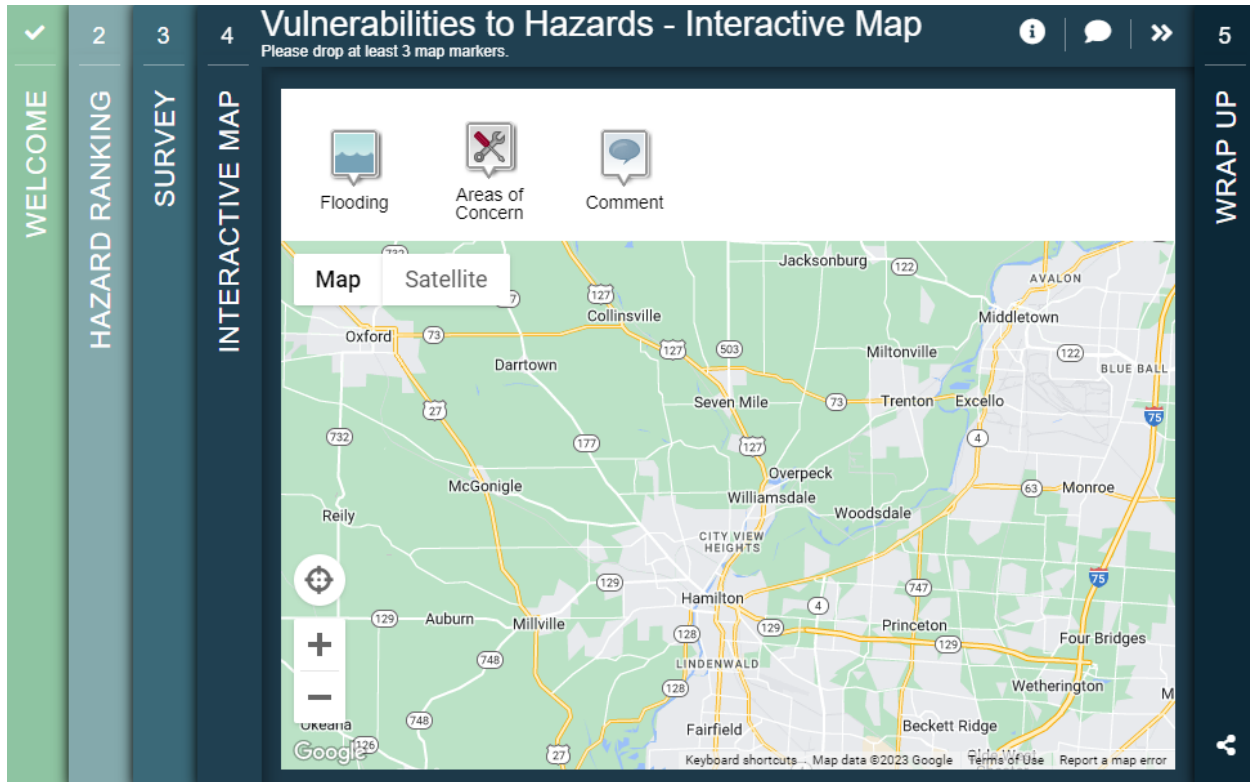 WELCOME
2
HAZARD RANKING
3
SURVEY
4
INTERACTIVE MAP
Vulnerabilities to Hazards - Interactive Map
Please drop at least 3 map markers.
5
WRAP UP
Flooding
Areas of
Concern
Comment
Map
Satellite
Jacksonburg
122
AVALON
127
Collinsville
Middletown
Oxford
73
127
503
Miltonville
122
Darrtown
BLUE BALL
Seven Mile
73
Trenton
Excello
27
75
732
177
127
4
Overpeck
McGonigle
63
Monroe
Williamsdale
Reily
Woodsdale
CITY VIEW
HEIGHTS
129
75
747
Hamilton
4
129
Auburn
Millville
128
129
Princeton
129
Four Bridges
748
LINDENWALD
128
Wetherington
M
Okeana
748
Fairfield
Beckett Ridge
Google
126
27
Keyboard shortcuts
Map data ©2023 Google
Terms of Use
Report a map error